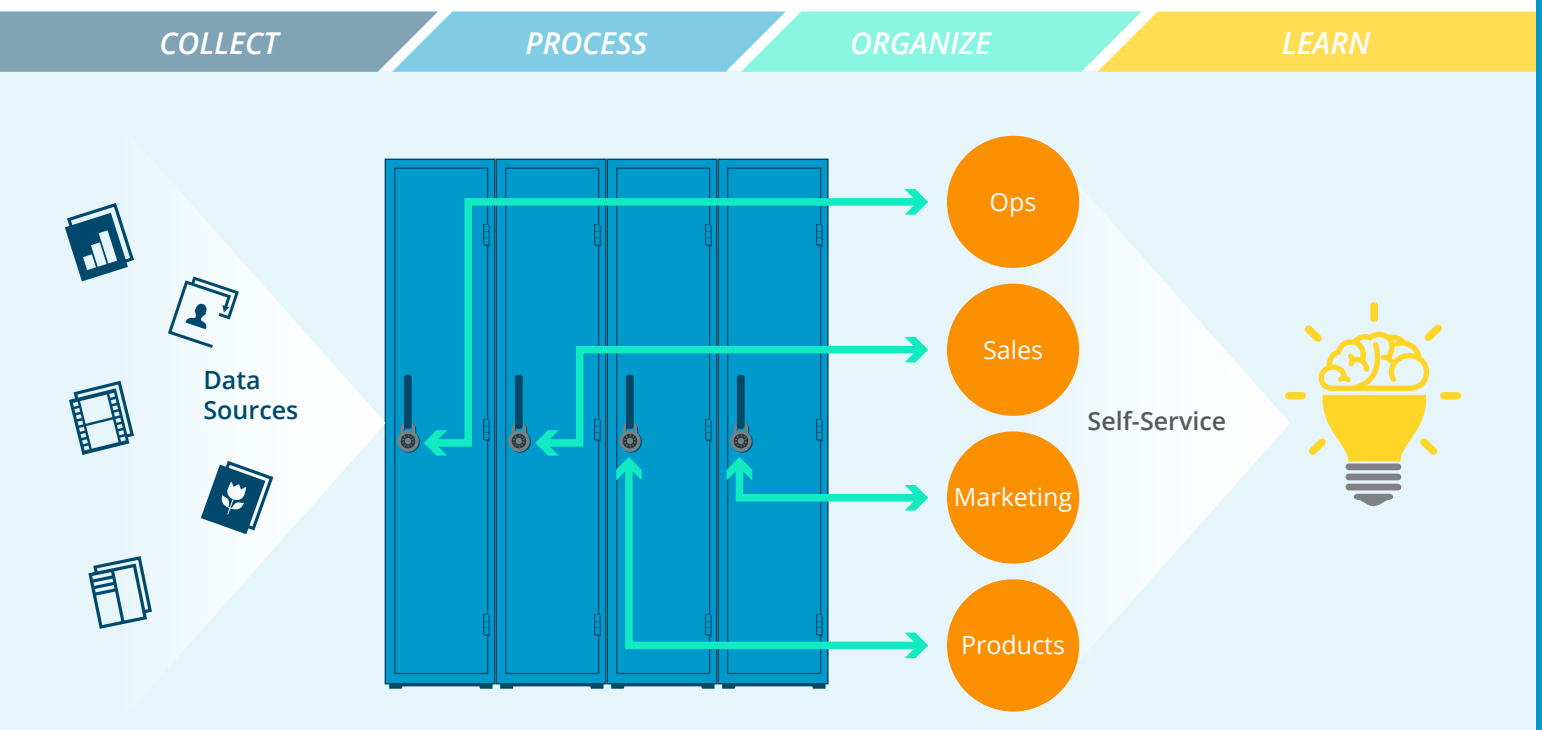 COLLECT
PROCESS
ORGANIZE
LEARN
Data
Sources
Ops
Sales
Marketing
Products
Self-Service